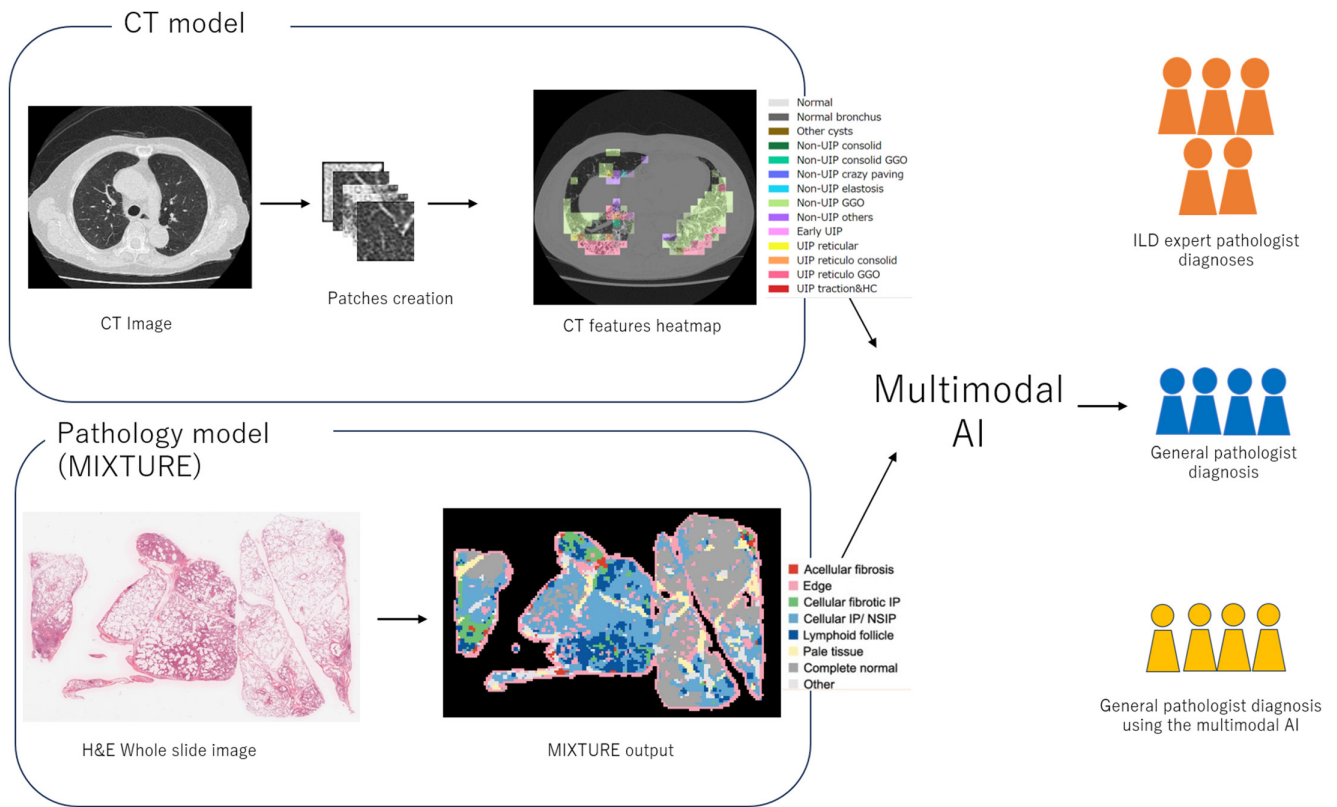 CT model
CT Image
Patches creation
CT features heatmap
Normal
Normal bronchus
Other cysts
Non-UIP consolid
Non-UIP consolid GGO
Non-UIP crazy paving
Non-UIP elastosis
Non-UIP GGO
Non-UIP others
Early UIP
UIP reticular
UIP reticulo consolid
UIP reticulo GGO
UIP traction&HC
Pathology model
(MIXTURE)
H&E Whole slide image
MIXTURE output
Acellular fibrosis
Edge
Cellular fibrotic IP
Cellular IP/ NSIP
Lymphoid follicle
Pale tissue
Complete normal
Other
Multimodal
AI
ILD expert pathologist
diagnoses
General pathologist
diagnosis
General pathologist diagnosis
using the multimodal AI